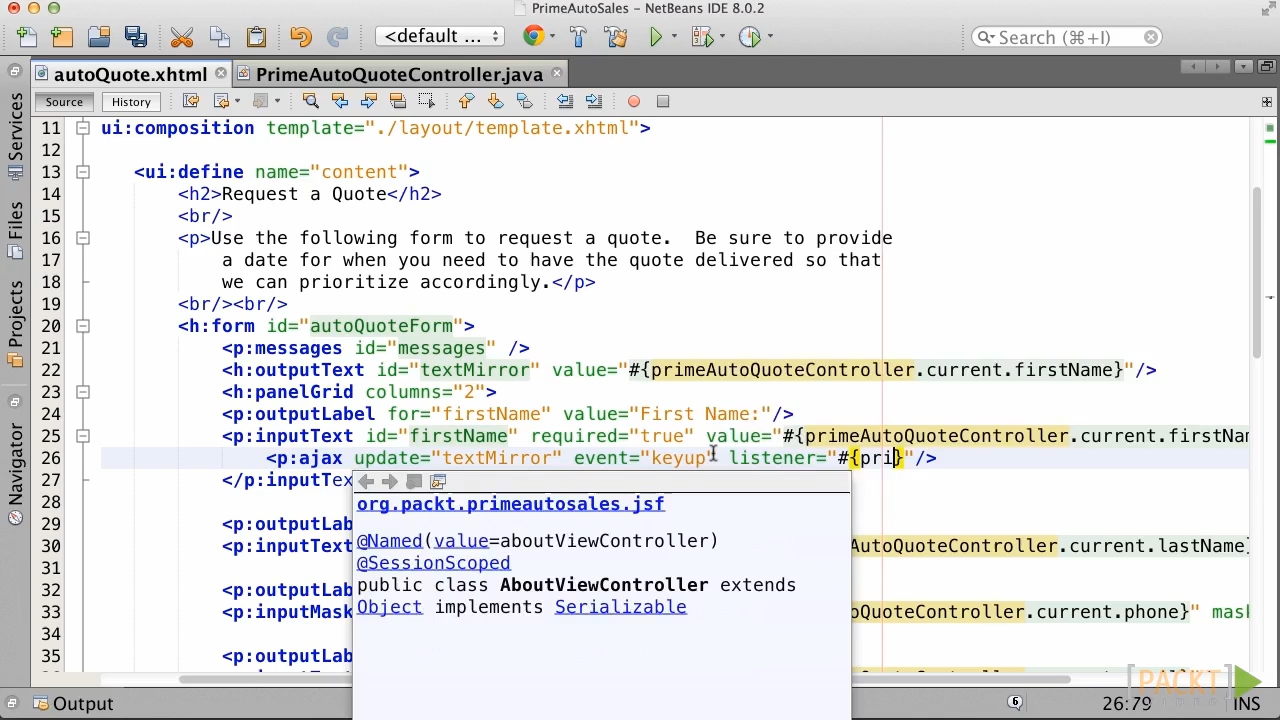 PrimeAutoSales - NetBeans IDE 8.0.2
<default ...
Search (⌘+I)
autoQuote.xhtml
PrimeAutoQuoteController.java
Source
History
Services
Files
Projects
Navigator
11 ui:composition template="./layout/template.xhtml">
12
13 <ui:define name="content">
14 <h2>Request a Quote</h2>
15 <br/>
16 <p>Use the following form to request a quote.  Be sure to provide
17 a date for when you need to have the quote delivered so that
18 we can prioritize accordingly.</p>
19 <br/><br/>
20 <h:form id="autoQuoteForm">
21 <p:messages id="messages" />
22 <h:outputText id="textMirror" value="#{primeAutoQuoteController.current.firstName}"/>
23 <h:panelGrid columns="2">
24 <p:outputLabel for="firstName" value="First Name:"/>
25 <p:inputText id="firstName" required="true" value="#{primeAutoQuoteController.current.firstNam
26 <p:ajax update="textMirror" event="keyup" listener="#{pri}"/>
27 </p:inputTex
28
29 <p:outputLab
30 <p:inputText AutoQuoteController.current.lastName}
31
32 <p:outputLab
33 <p:inputMask oQuoteController.current.phone}" mask
34
35 <p:outputLab
org.packt.primeautosales.jsf
@Named(value=aboutViewController)
@SessionScoped
public class AboutViewController extends
Object implements Serializable
PACKT
Output
6
26:79
INS